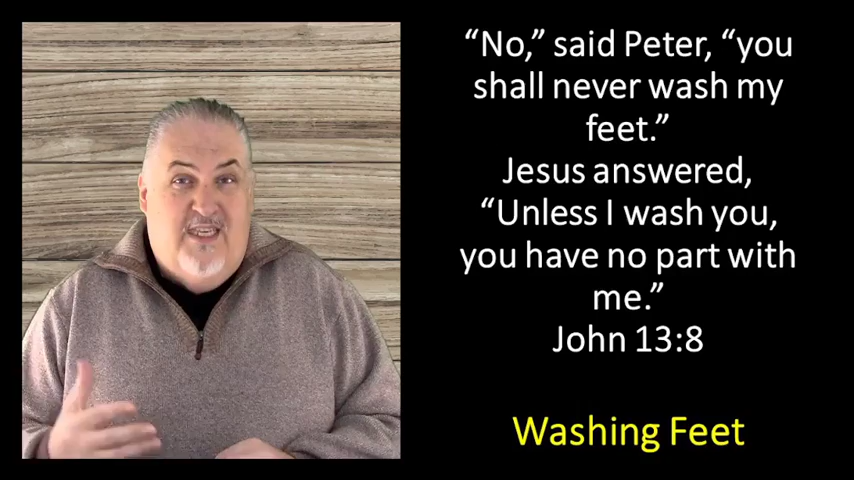 “No,” said Peter, “you
shall never wash my
feet.”
Jesus answered,
“Unless I wash you,
you have no part with
me.”
John 13:8
Washing Feet